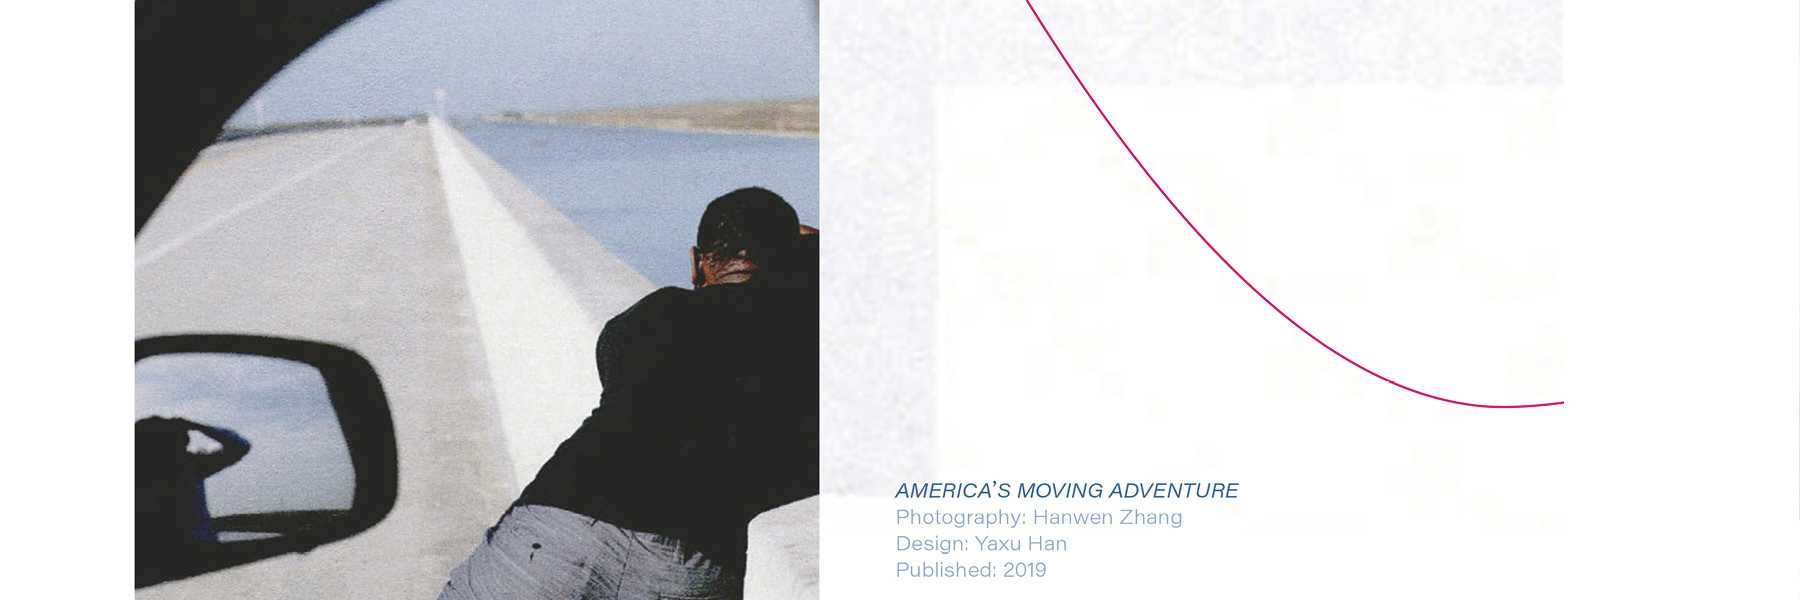 AMERICA'S MOVING ADVENTURE
Photography: Hanwen Zhang
Design: Yaxu Han
Published: 2019